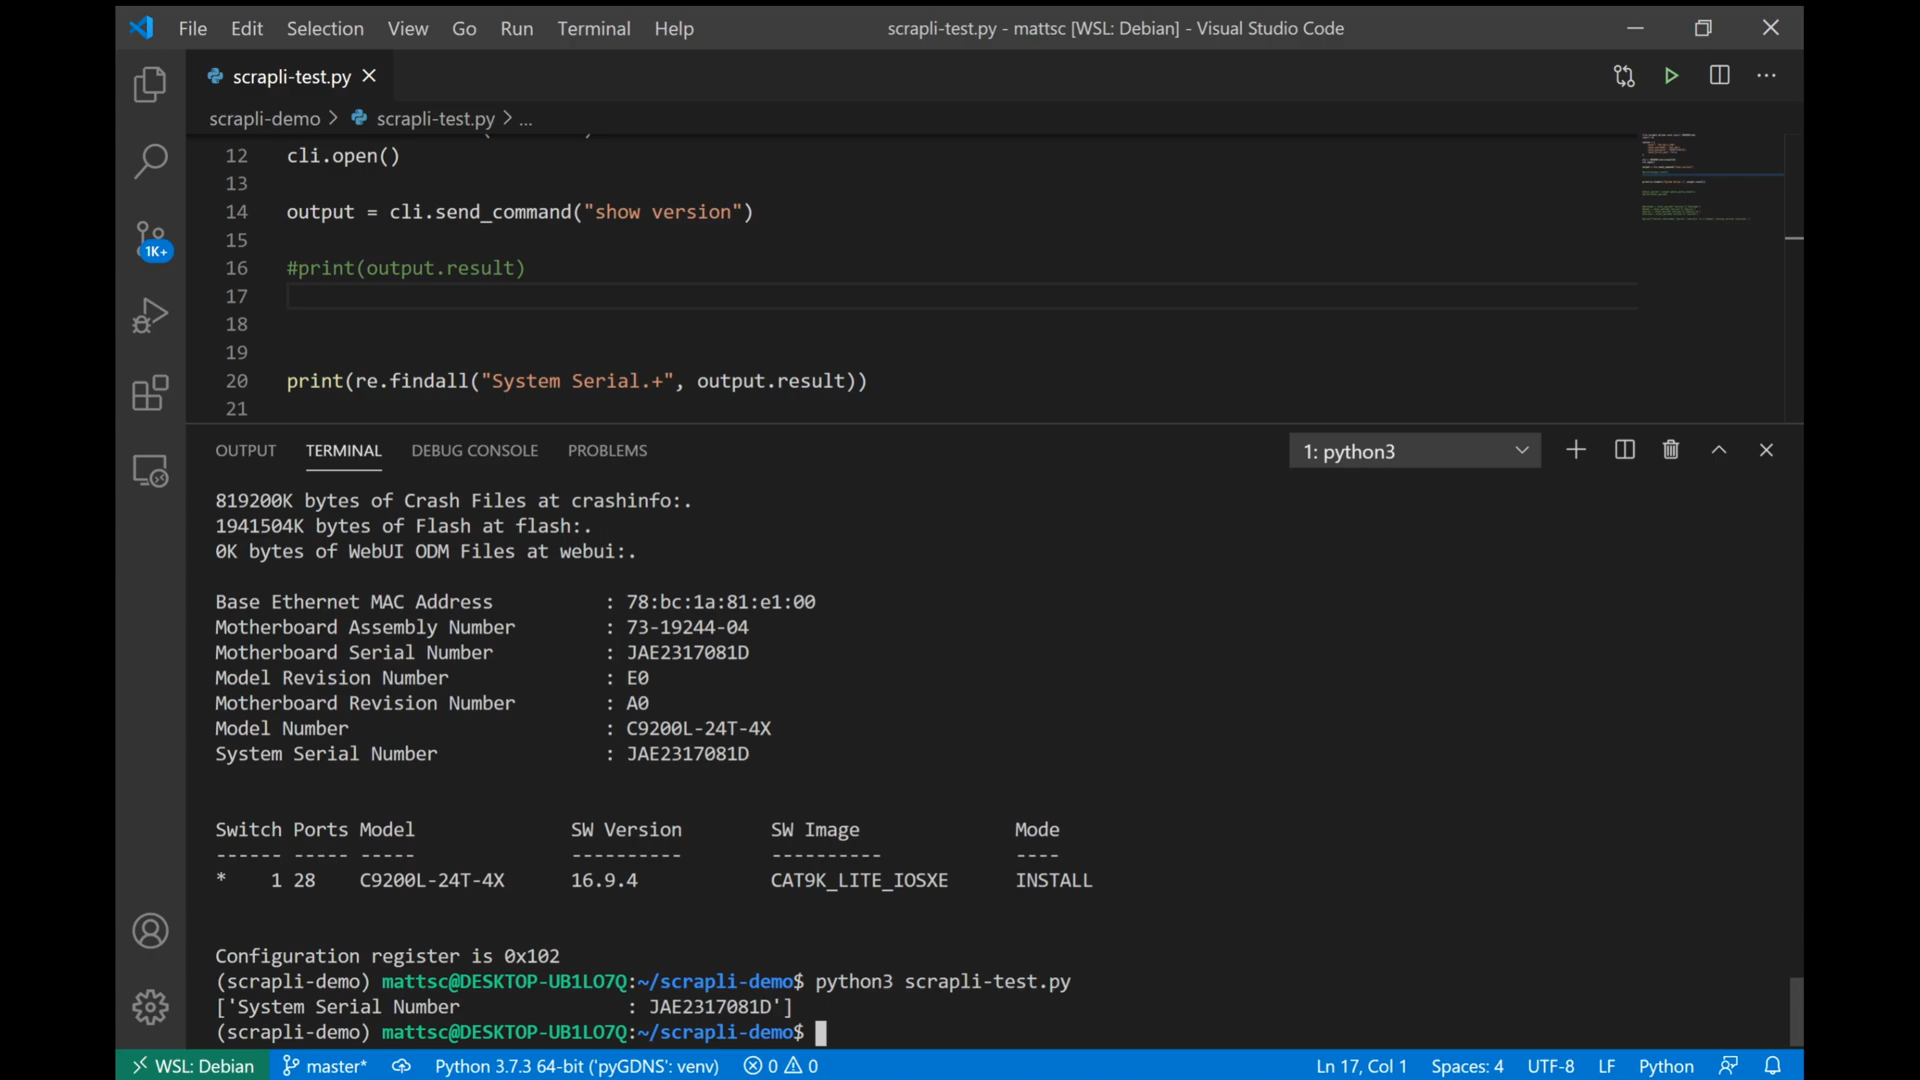 File Edit Selection View Go Run Terminal Help
scrapli-test.py - mattsc [WSL: Debian] - Visual Studio Code
scrapli-test.py
scrapli-demo > scrapli-test.py > ...
12 cli.open()
13
14 output = cli.send_command("show version")
15
16 #print(output.result)
17
18
19
20 print(re.findall("System Serial.+", output.result))
21
1K+
OUTPUT TERMINAL DEBUG CONSOLE PROBLEMS
1: python3
819200K bytes of Crash Files at crashinfo:.
1941504K bytes of Flash at flash:.
0K bytes of WebUI ODM Files at webui:.
Base Ethernet MAC Address : 78:bc:1a:81:e1:00
Motherboard Assembly Number : 73-19244-04
Motherboard Serial Number : JAE2317081D
Model Revision Number : E0
Motherboard Revision Number : A0
Model Number : C9200L-24T-4X
System Serial Number : JAE2317081D
Switch Ports Model SW Version SW Image Mode
------ ----- ----- ---------- ---------- ----
* 1 28 C9200L-24T-4X 16.9.4 CAT9K_LITE_IOSXE INSTALL
Configuration register is 0x102
(scrapli-demo) mattsc@DESKTOP-UB1LO7Q:~/scrapli-demo$ python3 scrapli-test.py
['System Serial Number : JAE2317081D']
(scrapli-demo) mattsc@DESKTOP-UB1LO7Q:~/scrapli-demo$
WSL: Debian master* Python 3.7.3 64-bit ('pyGDNS': venv) 0 0 Ln 17, Col 1 Spaces: 4 UTF-8 LF Python